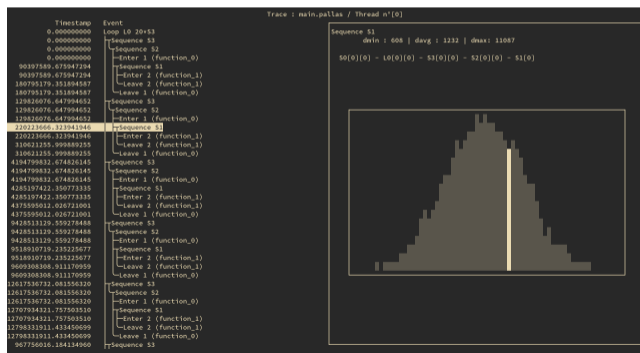 Trace : main.pallas / Thread n°[0]
Timestamp Event
0.000000000 Loop L0 20*S3
0.000000000 Sequence S3
0.000000000 Sequence S2
0.000000000 Enter 1 (function_0)
90397589.675947294 Sequence S1
90397589.675947294 Enter 2 (function_1)
180795179.351894587 Leave 2 (function_1)
180795179.351894587 Leave 1 (function_0)
129826076.647994652 Sequence S3
129826076.647994652 Sequence S2
129826076.647994652 Enter 1 (function_0)
220223666.323941946 Sequence S1
220223666.323941946 Enter 2 (function_1)
310621255.999889255 Leave 2 (function_1)
310621255.999889255 Leave 1 (function_0)
4194799832.674826145 Sequence S3
4194799832.674826145 Sequence S2
4194799832.674826145 Enter 1 (function_0)
4285197422.350773335 Sequence S1
4285197422.350773335 Enter 2 (function_1)
4375595012.026721001 Leave 2 (function_1)
4375595012.026721001 Leave 1 (function_0)
9428513129.559278488 Sequence S3
9428513129.559278488 Sequence S2
9428513129.559278488 Enter 1 (function_0)
9518910719.235225677 Sequence S1
9518910719.235225677 Enter 2 (function_1)
9609308308.911170959 Leave 2 (function_1)
9609308308.911170959 Leave 1 (function_0)
12617536732.081556320 Sequence S3
12617536732.081556320 Sequence S2
12617536732.081556320 Enter 1 (function_0)
12707934321.757503510 Sequence S1
12707934321.757503510 Enter 2 (function_1)
12798331911.433450699 Leave 2 (function_1)
12798331911.433450699 Leave 1 (function_0)
967756016.184134960 Sequence S3
Sequence S1
dmin : 608 | davg : 1232 | dmax: 11087
S0[0][0] - L0[0][0] - S3[0][0] - S2[0][0] - S1[0]